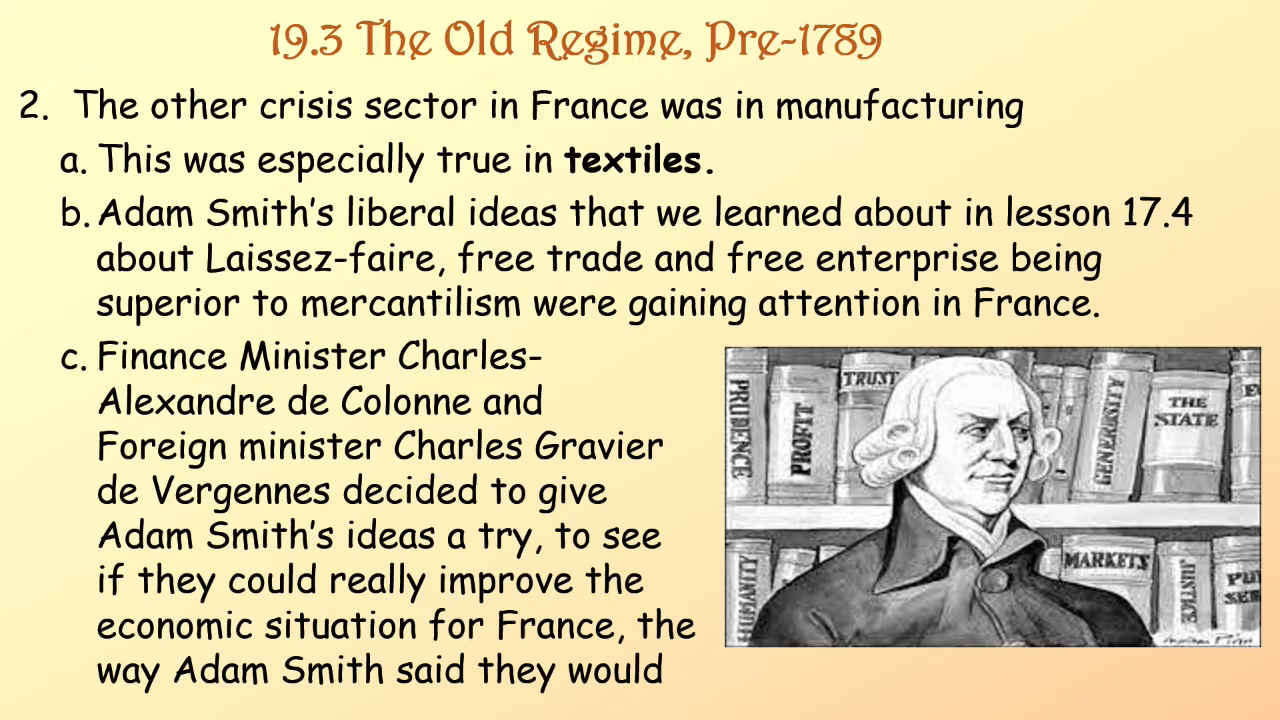 19.3 The Old Regime, Pre-1789
2. The other crisis sector in France was in manufacturing
a. This was especially true in textiles.
b. Adam Smith's liberal ideas that we learned about in lesson 17.4
about Laissez-faire, free trade and free enterprise being
superior to mercantilism were gaining attention in France.
c. Finance Minister Charles-
Alexandre de Colonne and
Foreign minister Charles Gravier
de Vergennes decided to give
Adam Smith's ideas a try, to see
if they could really improve the
economic situation for France, the
way Adam Smith said they would
PRUDENCE
PROFIT
TRUST
GENEROSITY
THE
STATE
HUMANITY
MARKETS
JUSTICE